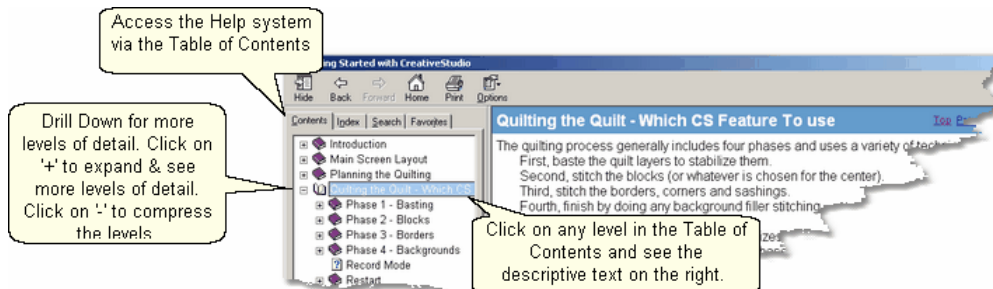 Access the Help system
via the Table of Contents
ing Started with CreativeStudio
Hide Back Forward Home Print Options
Contents Index Search Favorites
Drill Down for more
levels of detail. Click on
'+' to expand & see
more levels of detail.
Click on '-' to compress
the levels
Introduction
Main Screen Layout
Planning the Quilting
Quilting the Quilt - Which CS
Phase 1 - Basting
Phase 2 - Blocks
Phase 3 - Borders
Phase 4 - Backgrounds
Record Mode
Restart
Quilting the Quilt - Which CS Feature To use
Top
The quilting process generally includes four phases and uses a variety of
First, baste the quilt layers to stabilize them.
Second, stitch the blocks (or whatever is chosen for the center).
Third, stitch the borders, corners and sashings.
Fourth, finish by doing any background filler stitching
Click on any level in the Table of
Contents and see the
descriptive text on the right.